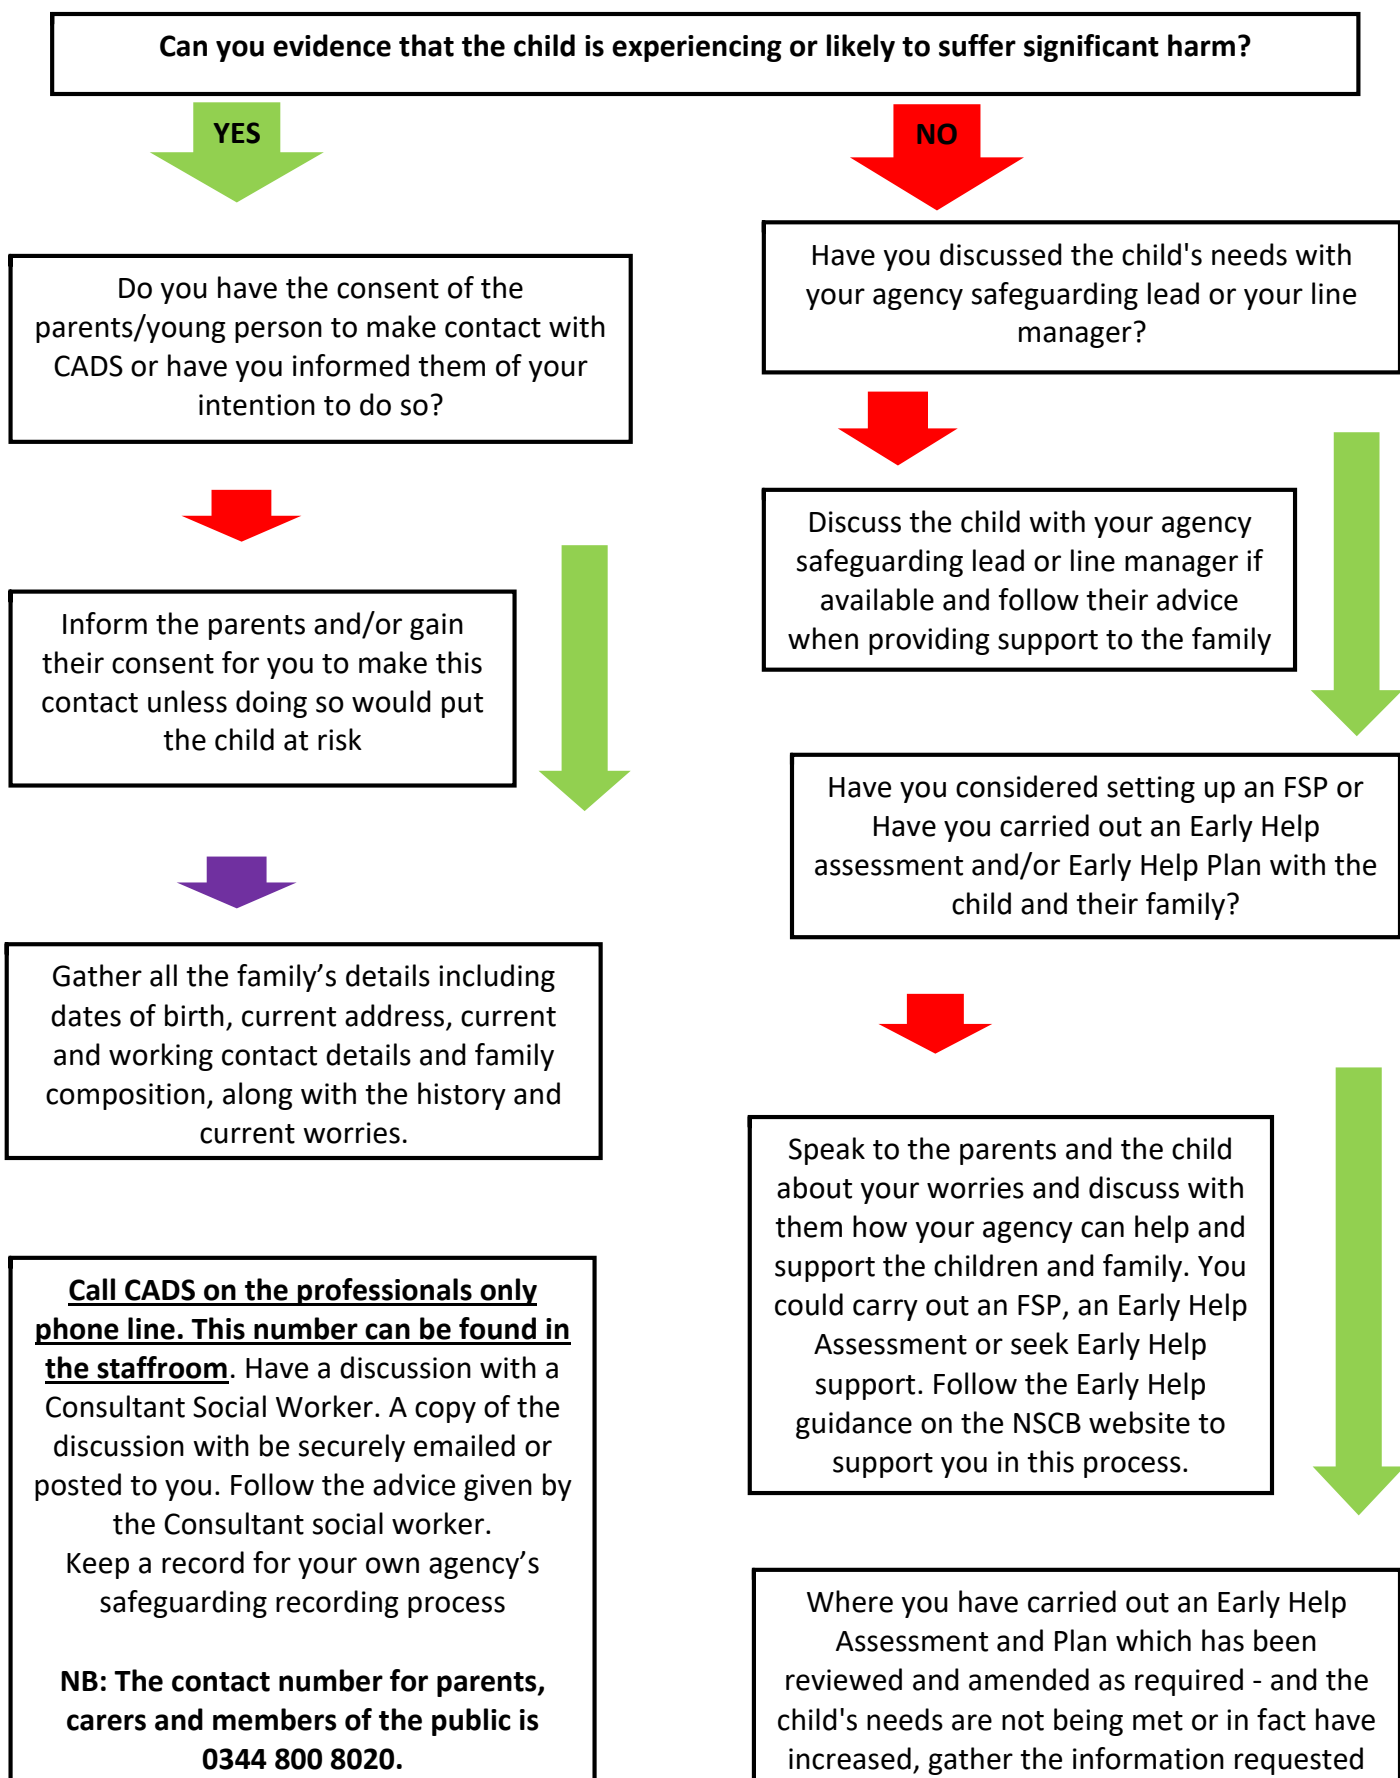 Can you evidence that the child is experiencing or likely to suffer significant harm?
YES
NO
Do you have the consent of the
parents/young person to make contact with
CADS or have you informed them of your
intention to do so?
Inform the parents and/or gain
their consent for you to make this
contact unless doing so would put
the child at risk
Gather all the family’s details including
dates of birth, current address, current
and working contact details and family
composition, along with the history and
current worries.
Call CADS on the professionals only
phone line. This number can be found in
the staffroom. Have a discussion with a
Consultant Social Worker. A copy of the
discussion with be securely emailed or
posted to you. Follow the advice given by
the Consultant social worker.
Keep a record for your own agency’s
safeguarding recording process
NB: The contact number for parents,
carers and members of the public is
0344 800 8020.
Have you discussed the child's needs with
your agency safeguarding lead or your line
manager?
Discuss the child with your agency
safeguarding lead or line manager if
available and follow their advice
when providing support to the family
Have you considered setting up an FSP or
Have you carried out an Early Help
assessment and/or Early Help Plan with the
child and their family?
Speak to the parents and the child
about your worries and discuss with
them how your agency can help and
support the children and family. You
could carry out an FSP, an Early Help
Assessment or seek Early Help
support. Follow the Early Help
guidance on the NSCB website to
support you in this process.
Where you have carried out an Early Help
Assessment and Plan which has been
reviewed and amended as required - and the
child's needs are not being met or in fact have
increased, gather the information requested